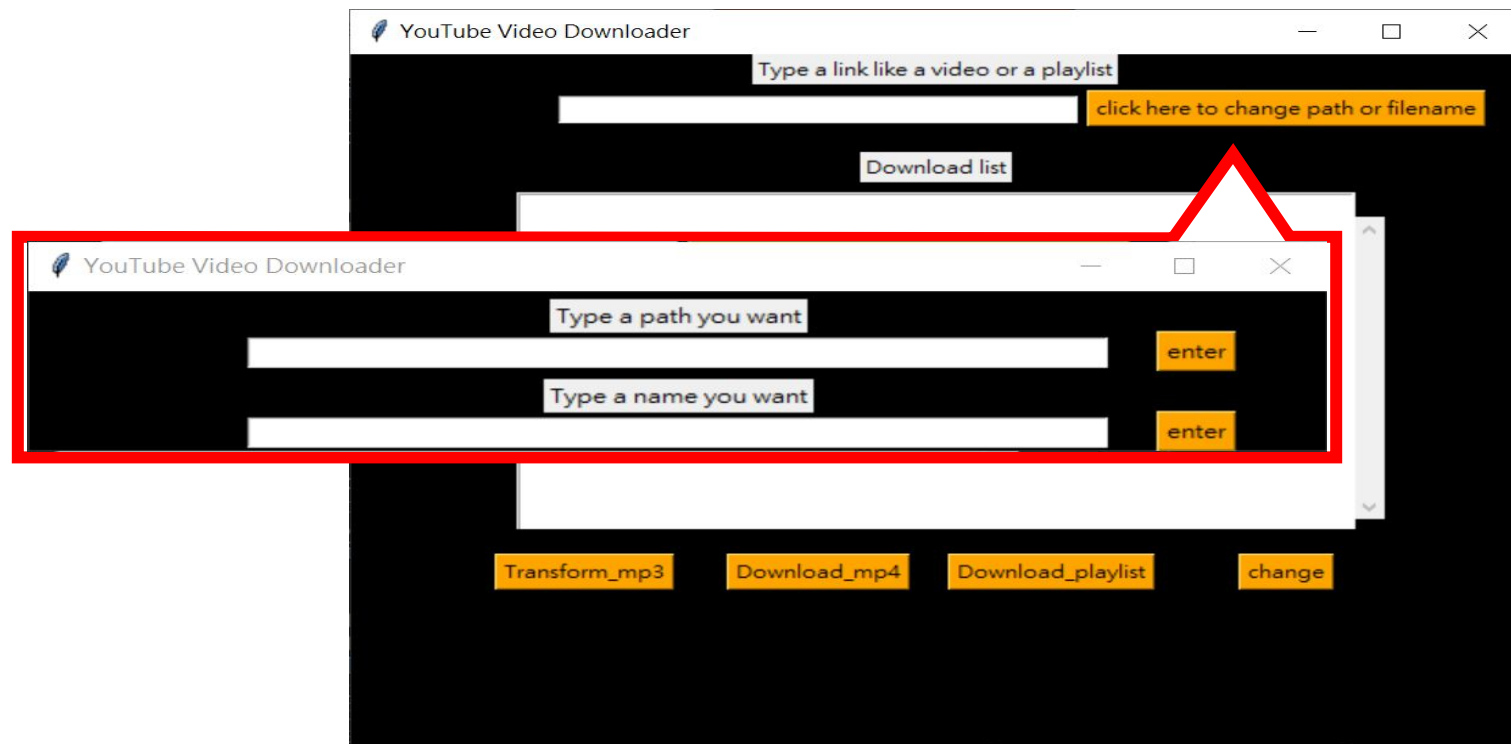 YouTube Video Downloader
Type a link like a video or a playlist
click here to change path or filename
Download list
YouTube Video Downloader
Type a path you want
enter
Type a name you want
enter
Transform_mp3
Download_mp4
Download_playlist
change